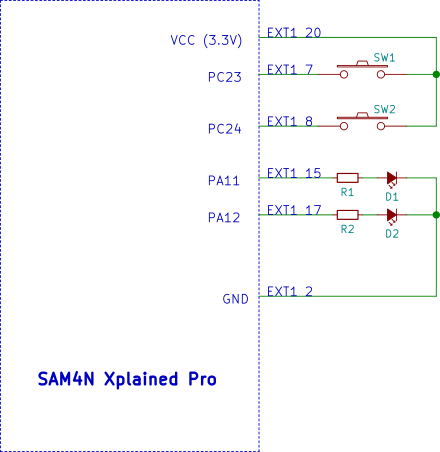 VCC (3.3V) EXT1 20
SW1
PC23 EXT1 7
SW2
PC24 EXT1 8
PA11 EXT1 15
R1 D1
PA12 EXT1 17
R2 D2
GND EXT1 2
SAM4N Xplained Pro